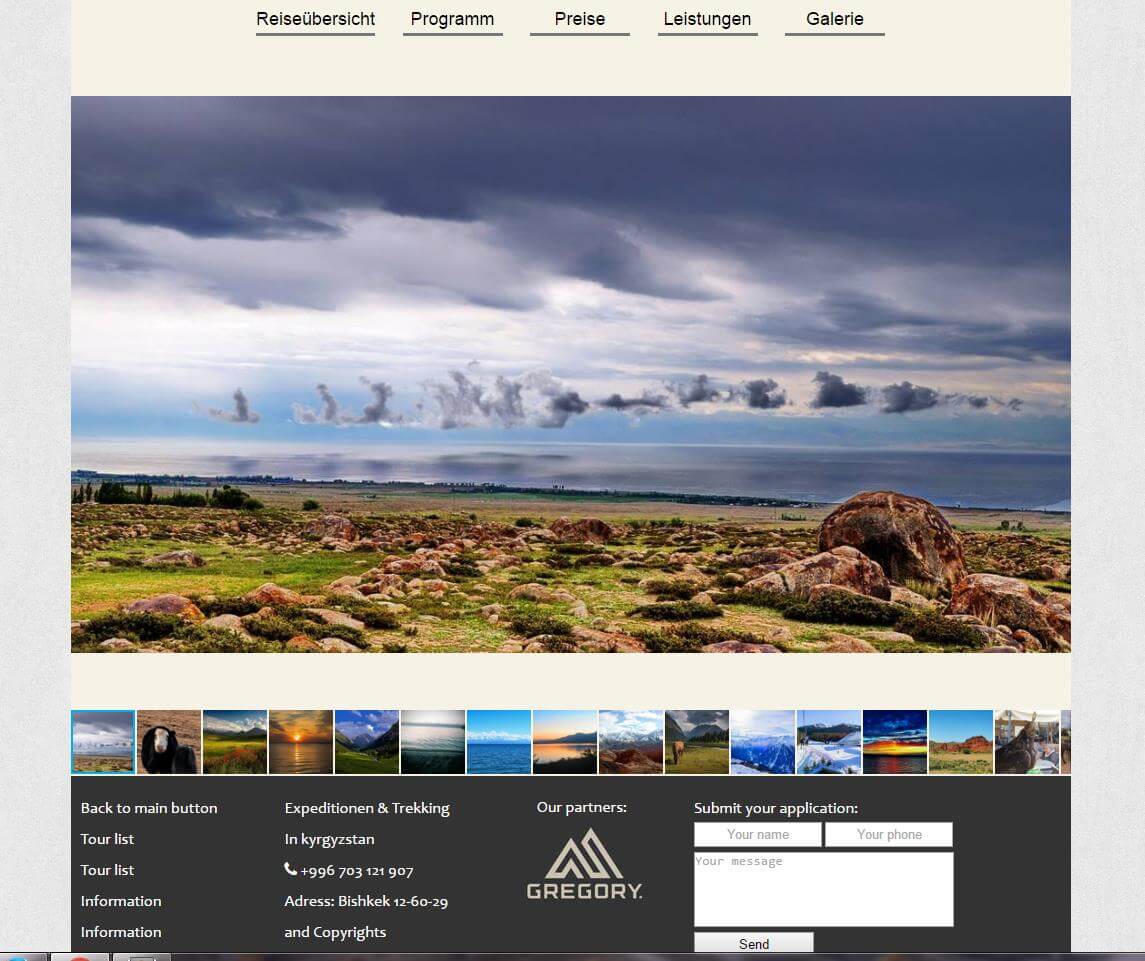 Reiseübersicht Programm Preise Leistungen Galerie
Back to main button
Tour list
Tour list
Information
Information
Expeditionen & Trekking
In kyrgyzstan
+996 703 121 907
Adress: Bishkek 12-60-29
and Copyrights
Our partners:
GREGORY.
Submit your application:
Your name Your phone
Your message
Send